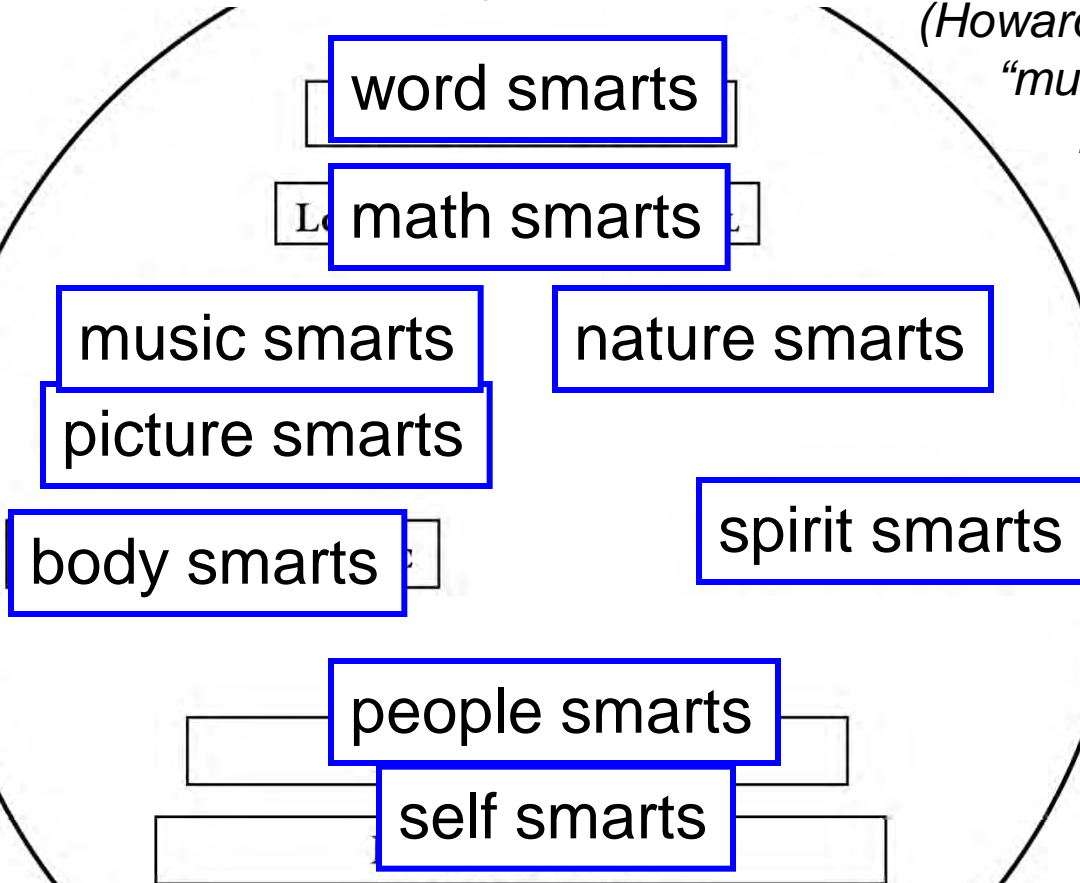 (Howard
“mu
word smarts
math smarts
music smarts
nature smarts
picture smarts
spirit smarts
body smarts
people smarts
self smarts